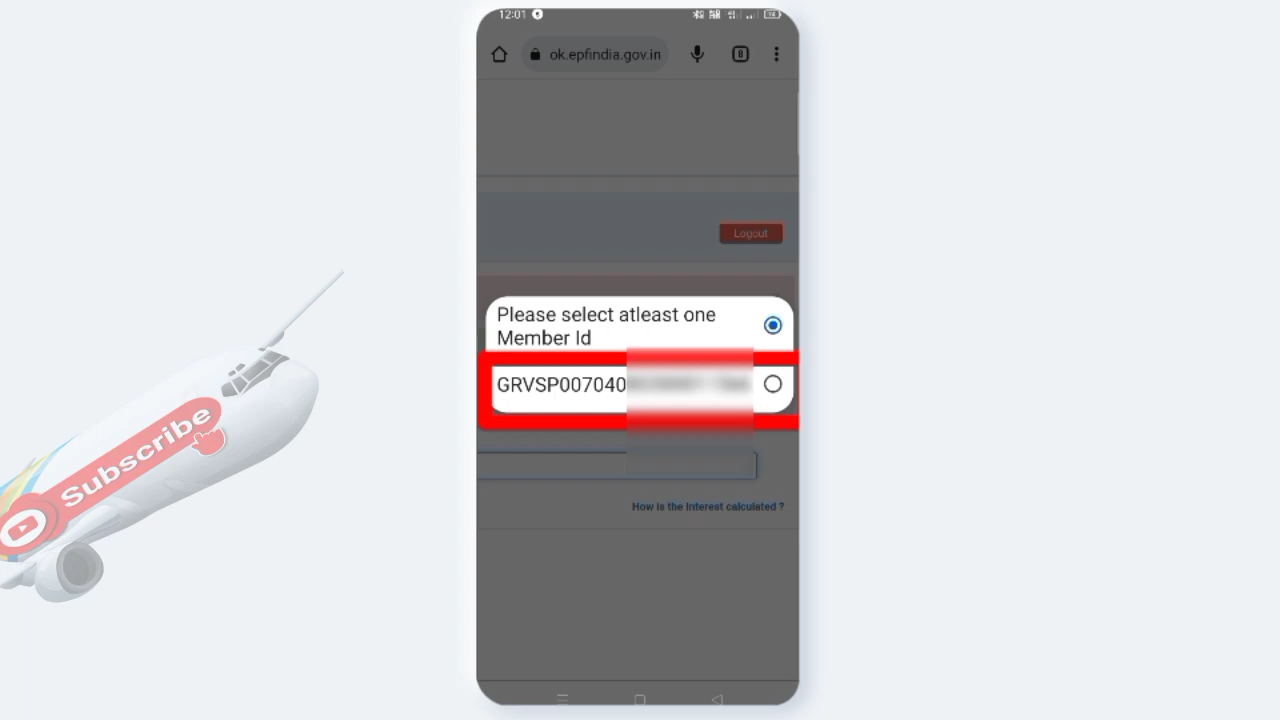 12:01
ok.epfindia.gov.in
8
Logout
Please select atleast one
Member Id
GRVSP007040
Subscribe
How is the Interest calculated ?